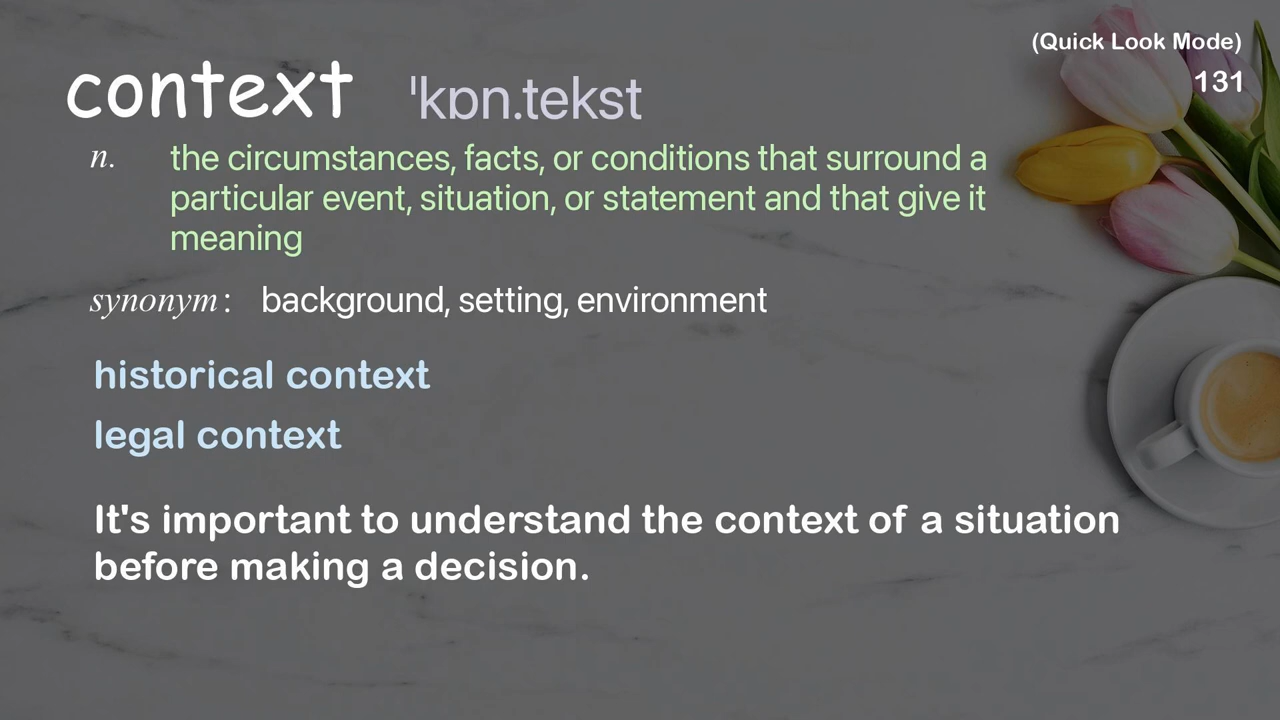 (Quick Look Mode)
131
context ˈkɒn.tekst
n. the circumstances, facts, or conditions that surround a
particular event, situation, or statement and that give it
meaning
synonym: background, setting, environment
historical context
legal context
It's important to understand the context of a situation
before making a decision.